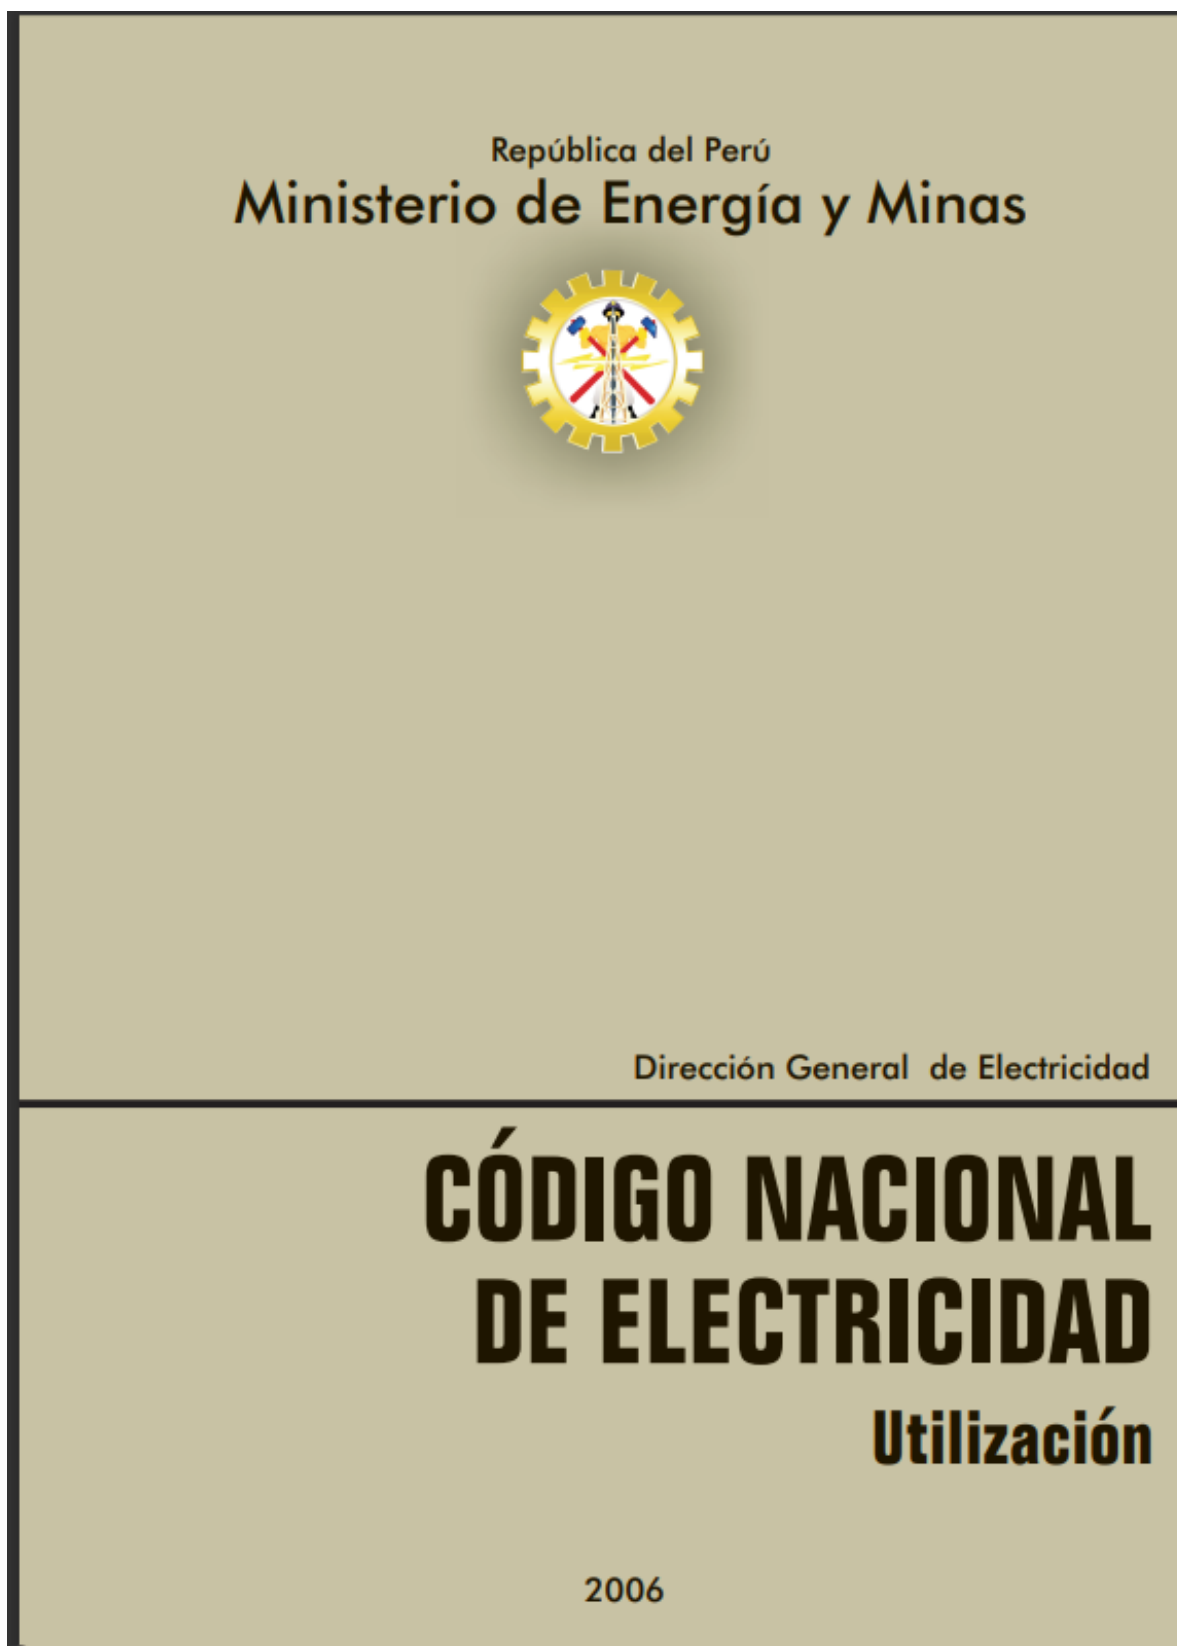 República del Perú
Ministerio de Energía y Minas
Dirección General de Electricidad
CÓDIGO NACIONAL
DE ELECTRICIDAD
Utilización
2006